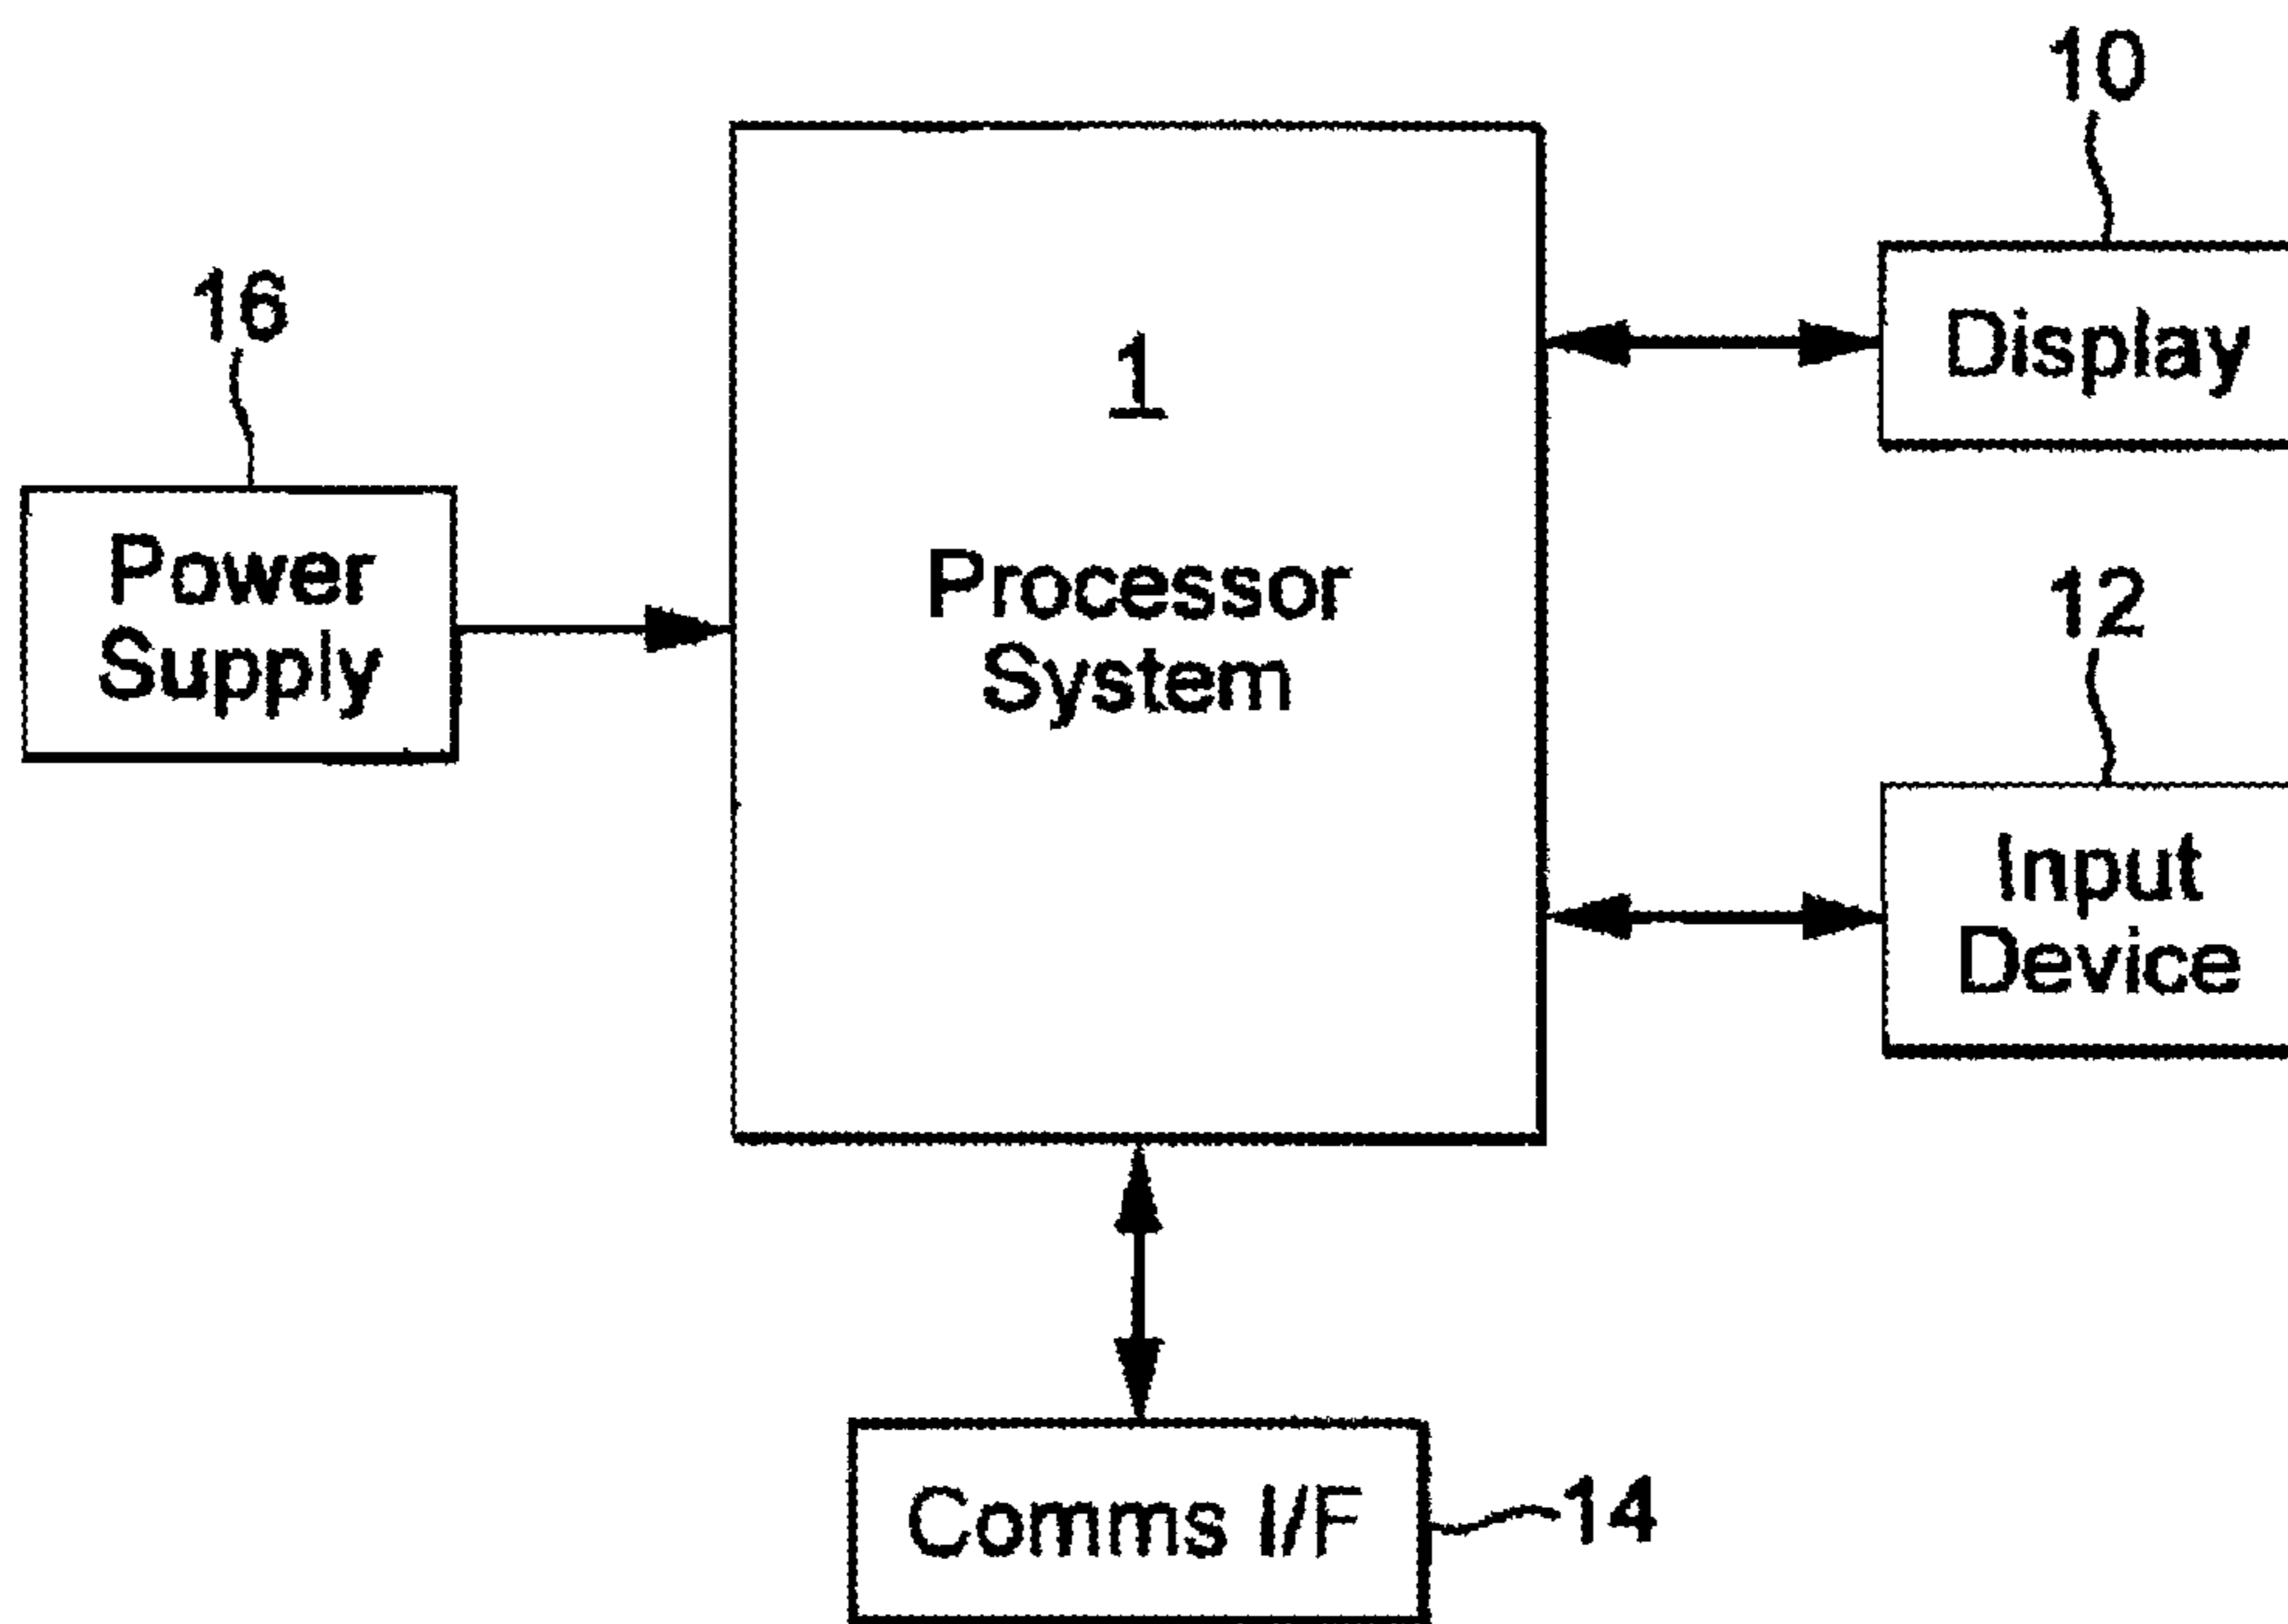 10
16
1
Display
Power
Supply
Processor
System
12
Input
Device
Comms I/F
14